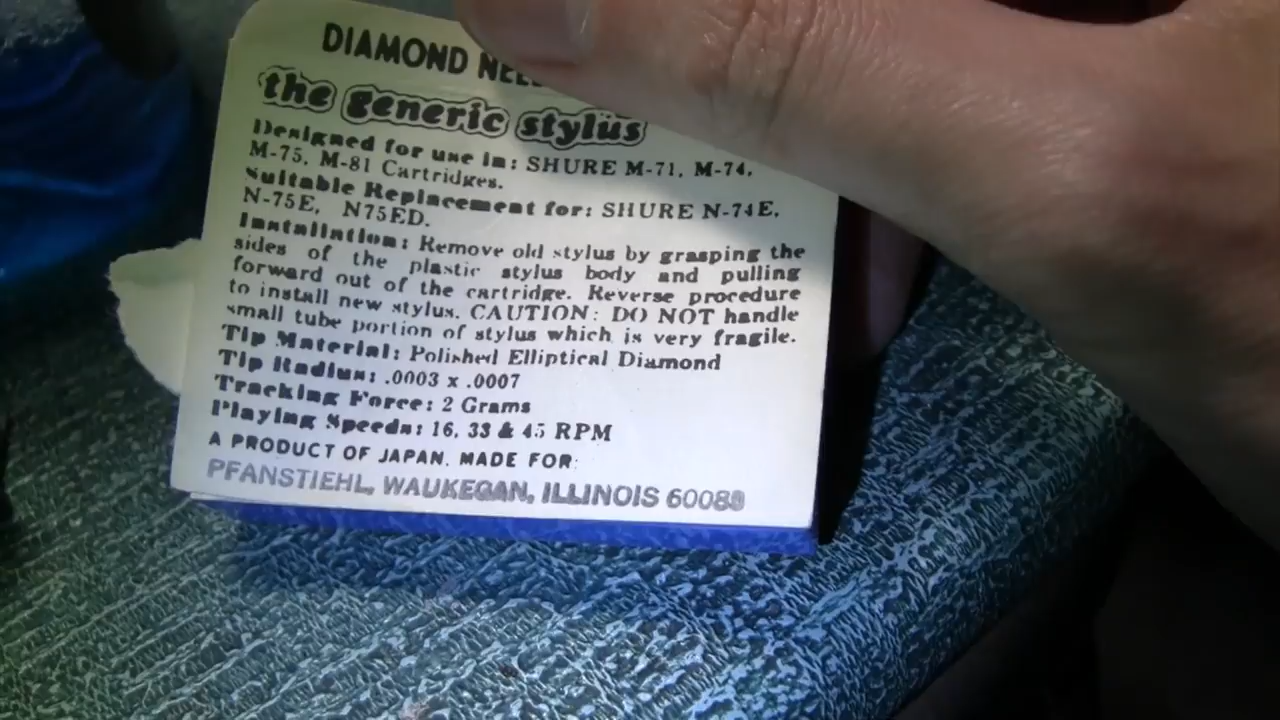 DIAMOND
the generic stylus
Designed for use in: SHURE M-71, M-74,
M-75, M-81 Cartridges.
Suitable Replacement for: SHURE N-74E,
N-75E, N75ED.
Installation: Remove old stylus by grasping the
sides of the plastic stylus body and pulling
forward out of the cartridge. Reverse procedure
to install new stylus. CAUTION: DO NOT handle
small tube portion of stylus which is very fragile.
Tip Material: Polished Elliptical Diamond
Tip Radius: .0003 x .0007
Tracking Force: 2 Grams
Playing Speeds: 16, 33 & 45 RPM
A PRODUCT OF JAPAN. MADE FOR:
PFANSTIEHL, WAUKEGAN, ILLINOIS